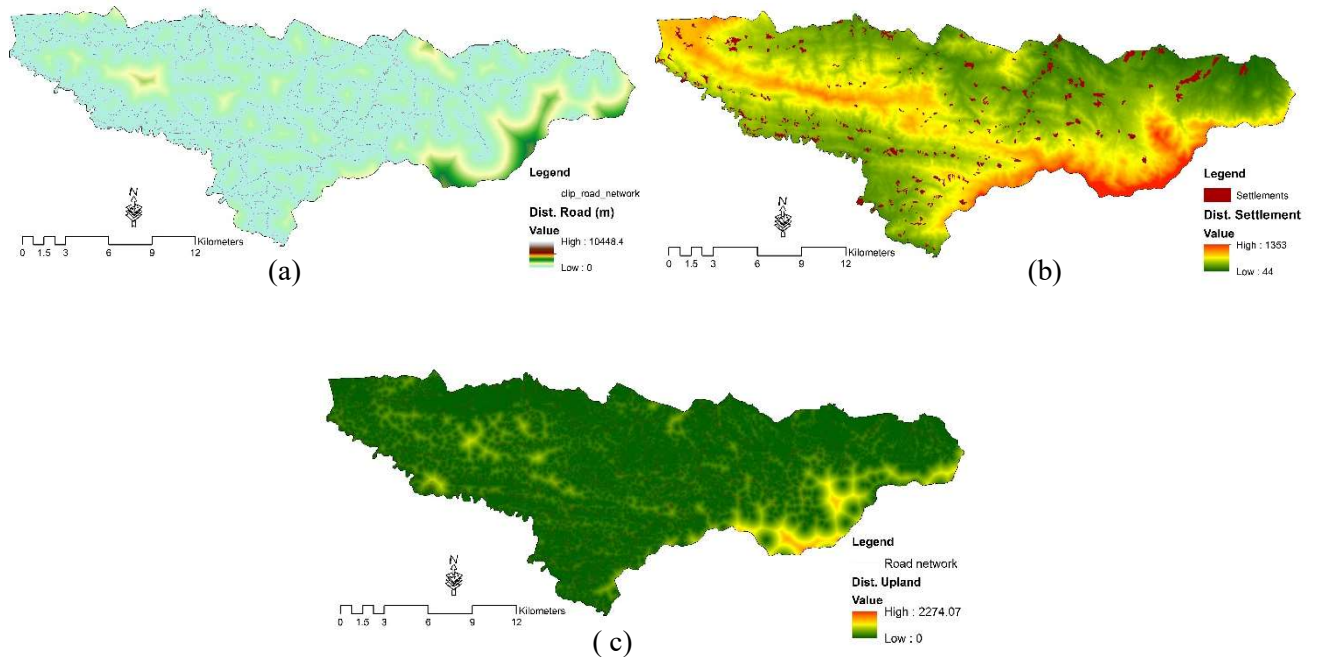 N
Legend
clip_road_network
Dist. Road (m)
Value
High : 10448.4
Low : 0
0 1.5 3 6 9 12
Kilometers
(a)
N
Legend
Settlements
Dist. Settlement
Value
High : 1353
Low : 44
0 1.5 3 6 9 12
Kilometers
(b)
N
Legend
Road network
Dist. Upland
Value
High : 2274.07
Low : 0
0 1.5 3 6 9 12
Kilometers
( c)